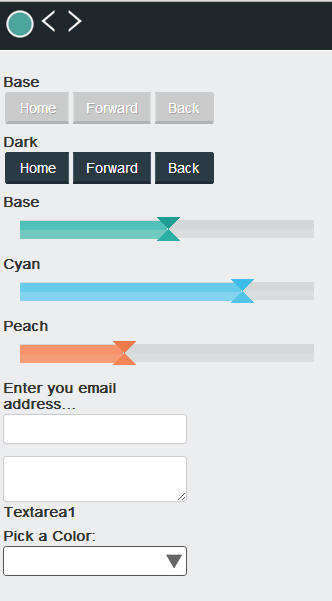 Base
Home Forward Back
Dark
Home Forward Back
Base
Cyan
Peach
Enter you email
address...
Textarea1
Pick a Color: